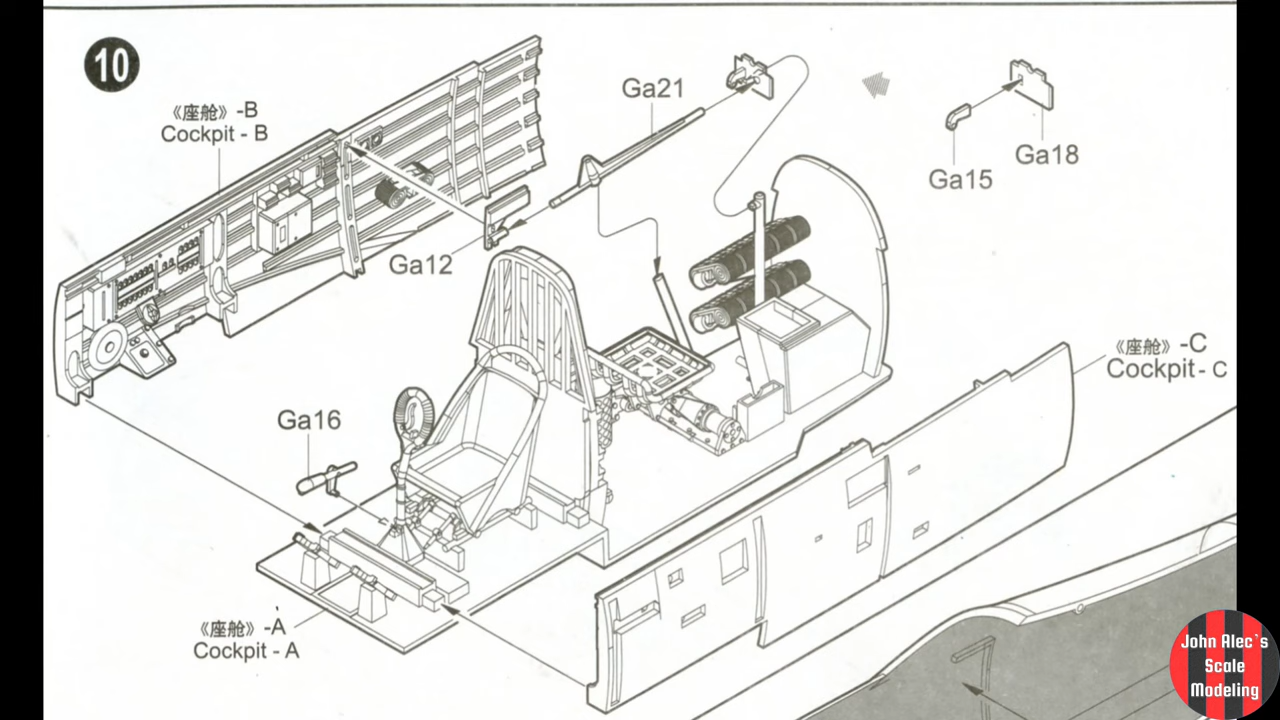 10
《座舱》-B
Cockpit - B
Ga21
Ga15
Ga18
Ga12
《座舱》-C
Cockpit - C
Ga16
《座舱》-A
Cockpit - A
John Alec's
Scale
Modeling